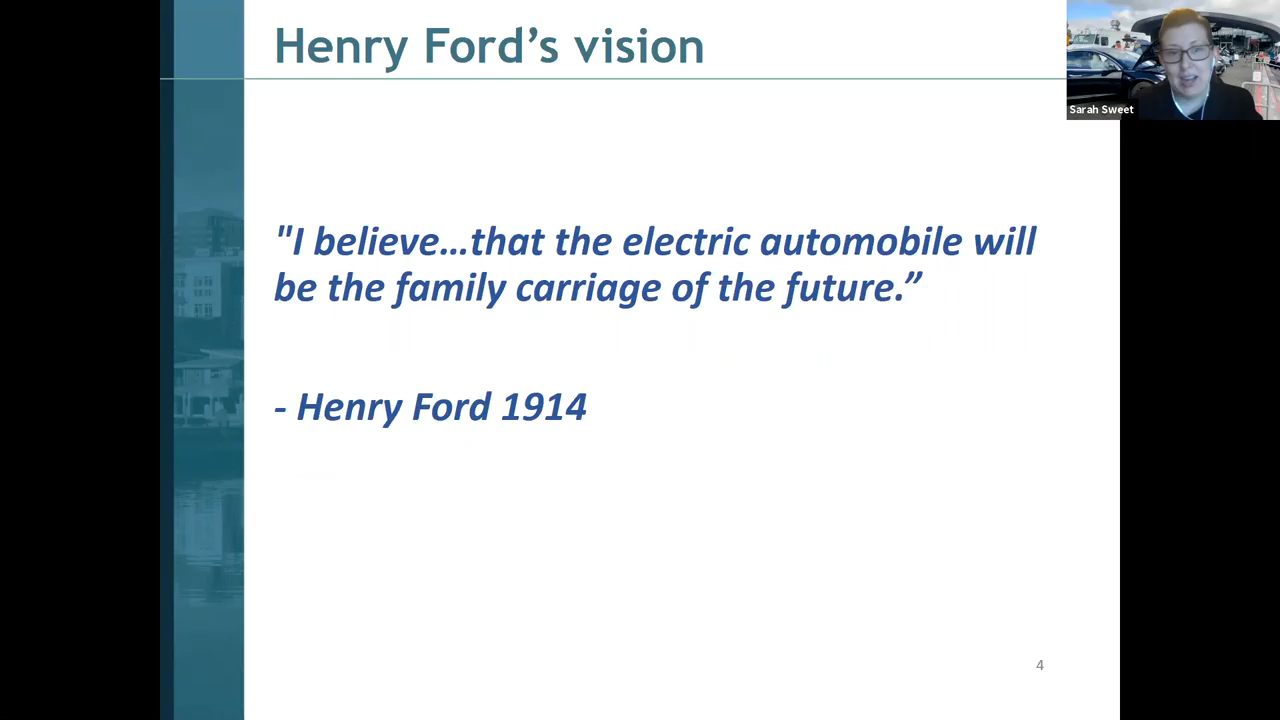 Henry Ford’s vision
Sarah Sweet
"I believe…that the electric automobile will
be the family carriage of the future.”
- Henry Ford 1914
4